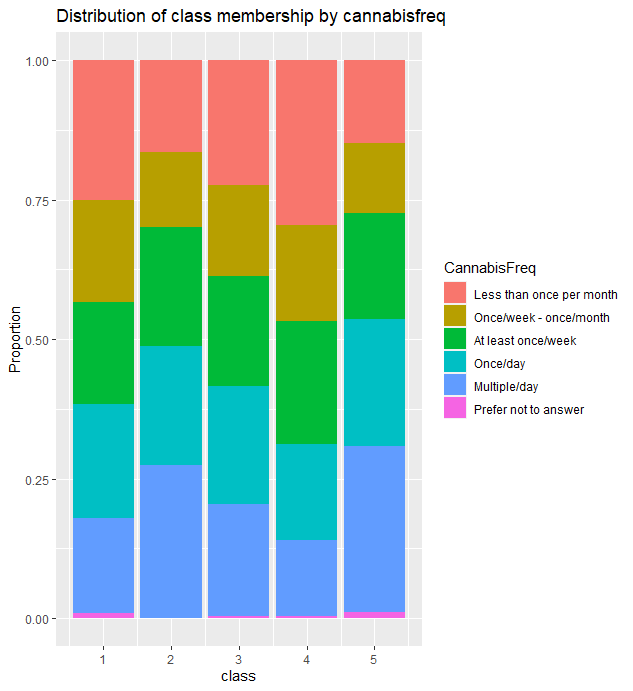 Distribution of class membership by cannabisfreq
1.00
0.75
0.50
0.25
0.00
Proportion
1 2 3 4 5
class
CannabisFreq
Less than once per month
Once/week - once/month
At least once/week
Once/day
Multiple/day
Prefer not to answer